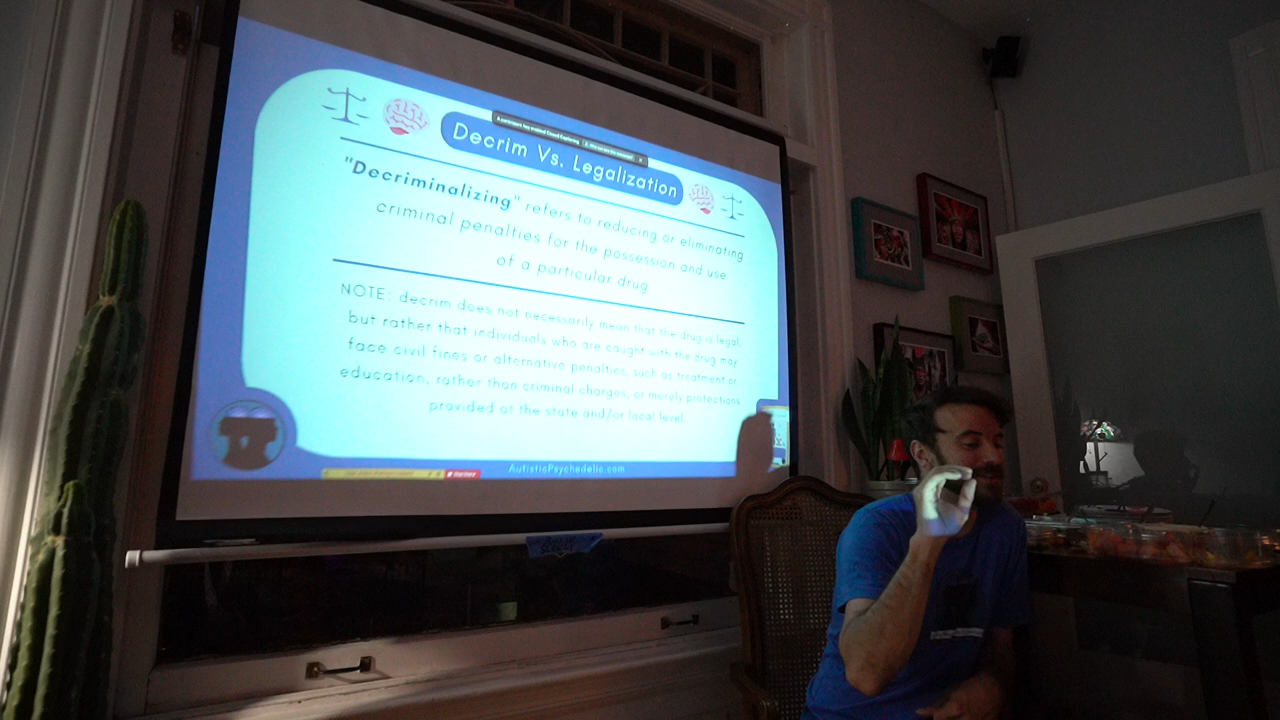 Decrim Vs. Legalization
"Decriminalizing" refers to reducing or eliminating
criminal penalties for the possession and use
of a particular drug
NOTE: decrim does not necessarily mean that the drug is legal,
but rather that individuals who are caught with the drug may
face civil fines or alternative penalties, such as treatment or
education, rather than criminal charges, or merely protections
provided at the state and/or local level.
AutisticPsychedelic.com